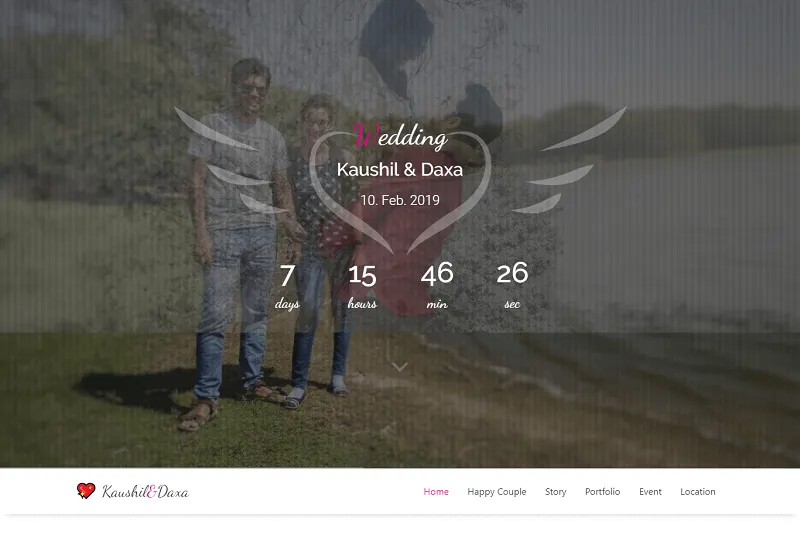 Wedding
Kaushil & Daxa
10. Feb. 2019
7 15 46 26
days hours min sec
Kaushil&Daxa Home Happy Couple Story Portfolio Event Location